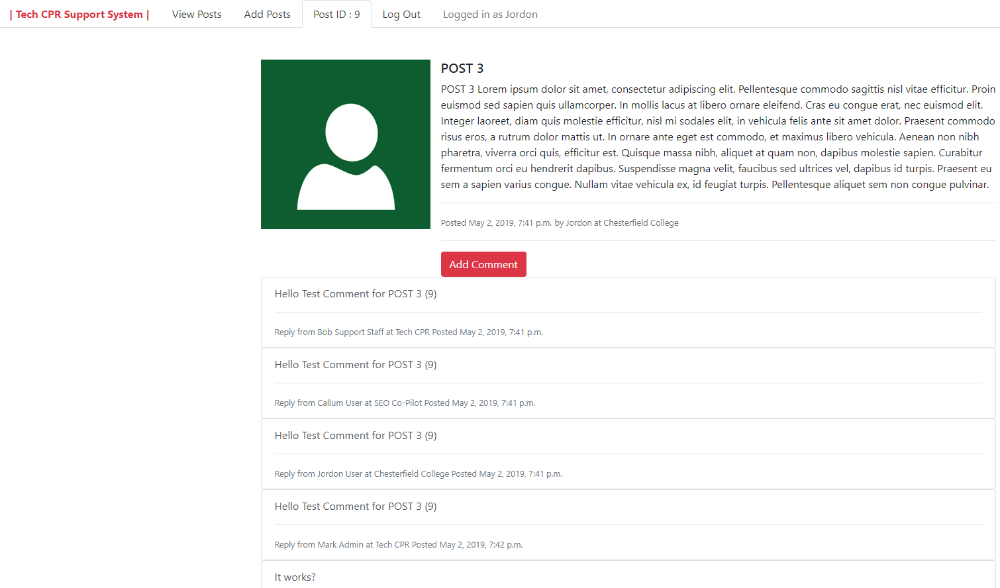 | Tech CPR Support System | View Posts Add Posts Post ID : 9 Log Out Logged in as Jordon
POST 3
POST 3 Lorem ipsum dolor sit amet, consectetur adipiscing elit. Pellentesque commodo sagittis nisl vitae efficitur. Proin
euismod sed sapien quis ullamcorper. In mollis lacus at libero ornare eleifend. Cras eu congue erat, nec euismod elit.
Integer laoreet, diam quis molestie efficitur, nisl mi sodales elit, in vehicula felis ante sit amet dolor. Praesent commodo
risus eros, a rutrum dolor mattis ut. In ornare ante eget est commodo, et maximus libero vehicula. Aenean non nibh
pharetra, viverra orci quis, efficitur est. Quisque massa nibh, aliquet at quam non, dapibus molestie sapien. Curabitur
fermentum orci eu hendrerit dapibus. Suspendisse magna velit, faucibus sed ultrices vel, dapibus id turpis. Praesent eu
sem a sapien varius congue. Nullam vitae vehicula ex, id feugiat turpis. Pellentesque aliquet sem non congue pulvinar.
Posted May 2, 2019, 7:41 p.m. by Jordon at Chesterfield College
Add Comment
Hello Test Comment for POST 3 (9)
Reply from Bob Support Staff at Tech CPR Posted May 2, 2019, 7:41 p.m.
Hello Test Comment for POST 3 (9)
Reply from Callum User at SEO Co-Pilot Posted May 2, 2019, 7:41 p.m.
Hello Test Comment for POST 3 (9)
Reply from Jordon User at Chesterfield College Posted May 2, 2019, 7:41 p.m.
Hello Test Comment for POST 3 (9)
Reply from Mark Admin at Tech CPR Posted May 2, 2019, 7:42 p.m.
It works?